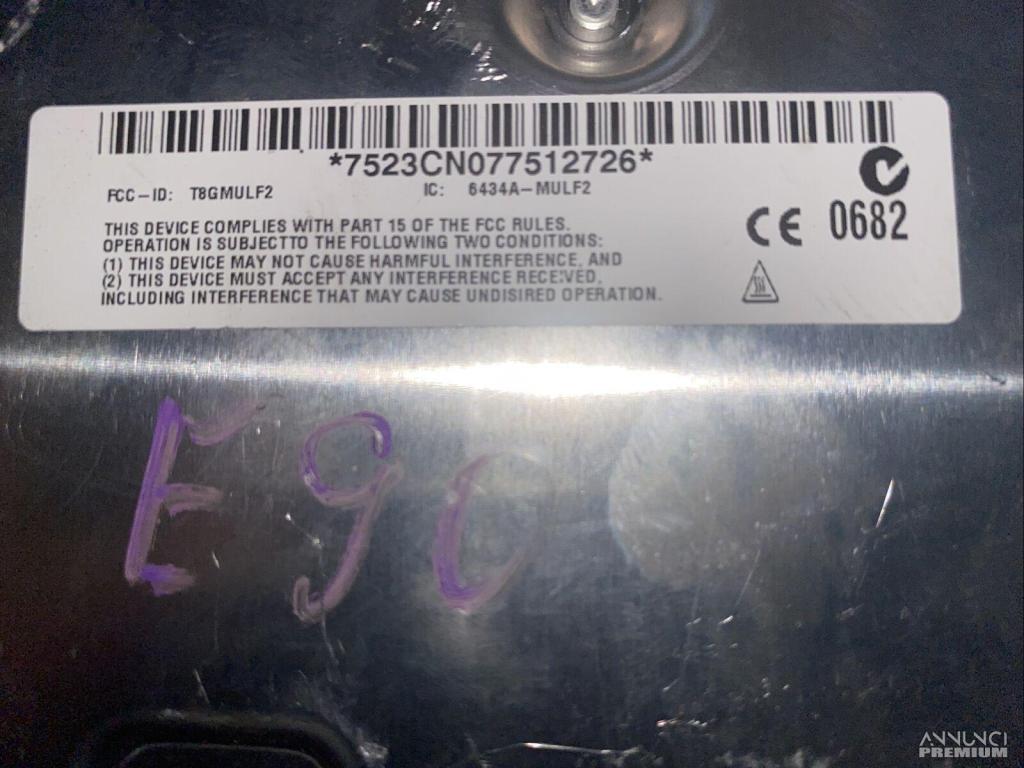 *7523CN077512726*
FCC-ID: T8GMULF2 IC: 6434A-MULF2
THIS DEVICE COMPLIES WITH PART 15 OF THE FCC RULES.
OPERATION IS SUBJECTTO THE FOLLOWING TWO CONDITIONS:
(1) THIS DEVICE MAY NOT CAUSE HARMFUL INTERFERENCE, AND
(2) THIS DEVICE MUST ACCEPT ANY INTERFERENCE RECEIVED,
INCLUDING INTERFERENCE THAT MAY CAUSE UNDISIRED OPERATION.
CE 0682
E90
ANNUNCI
PREMIUM